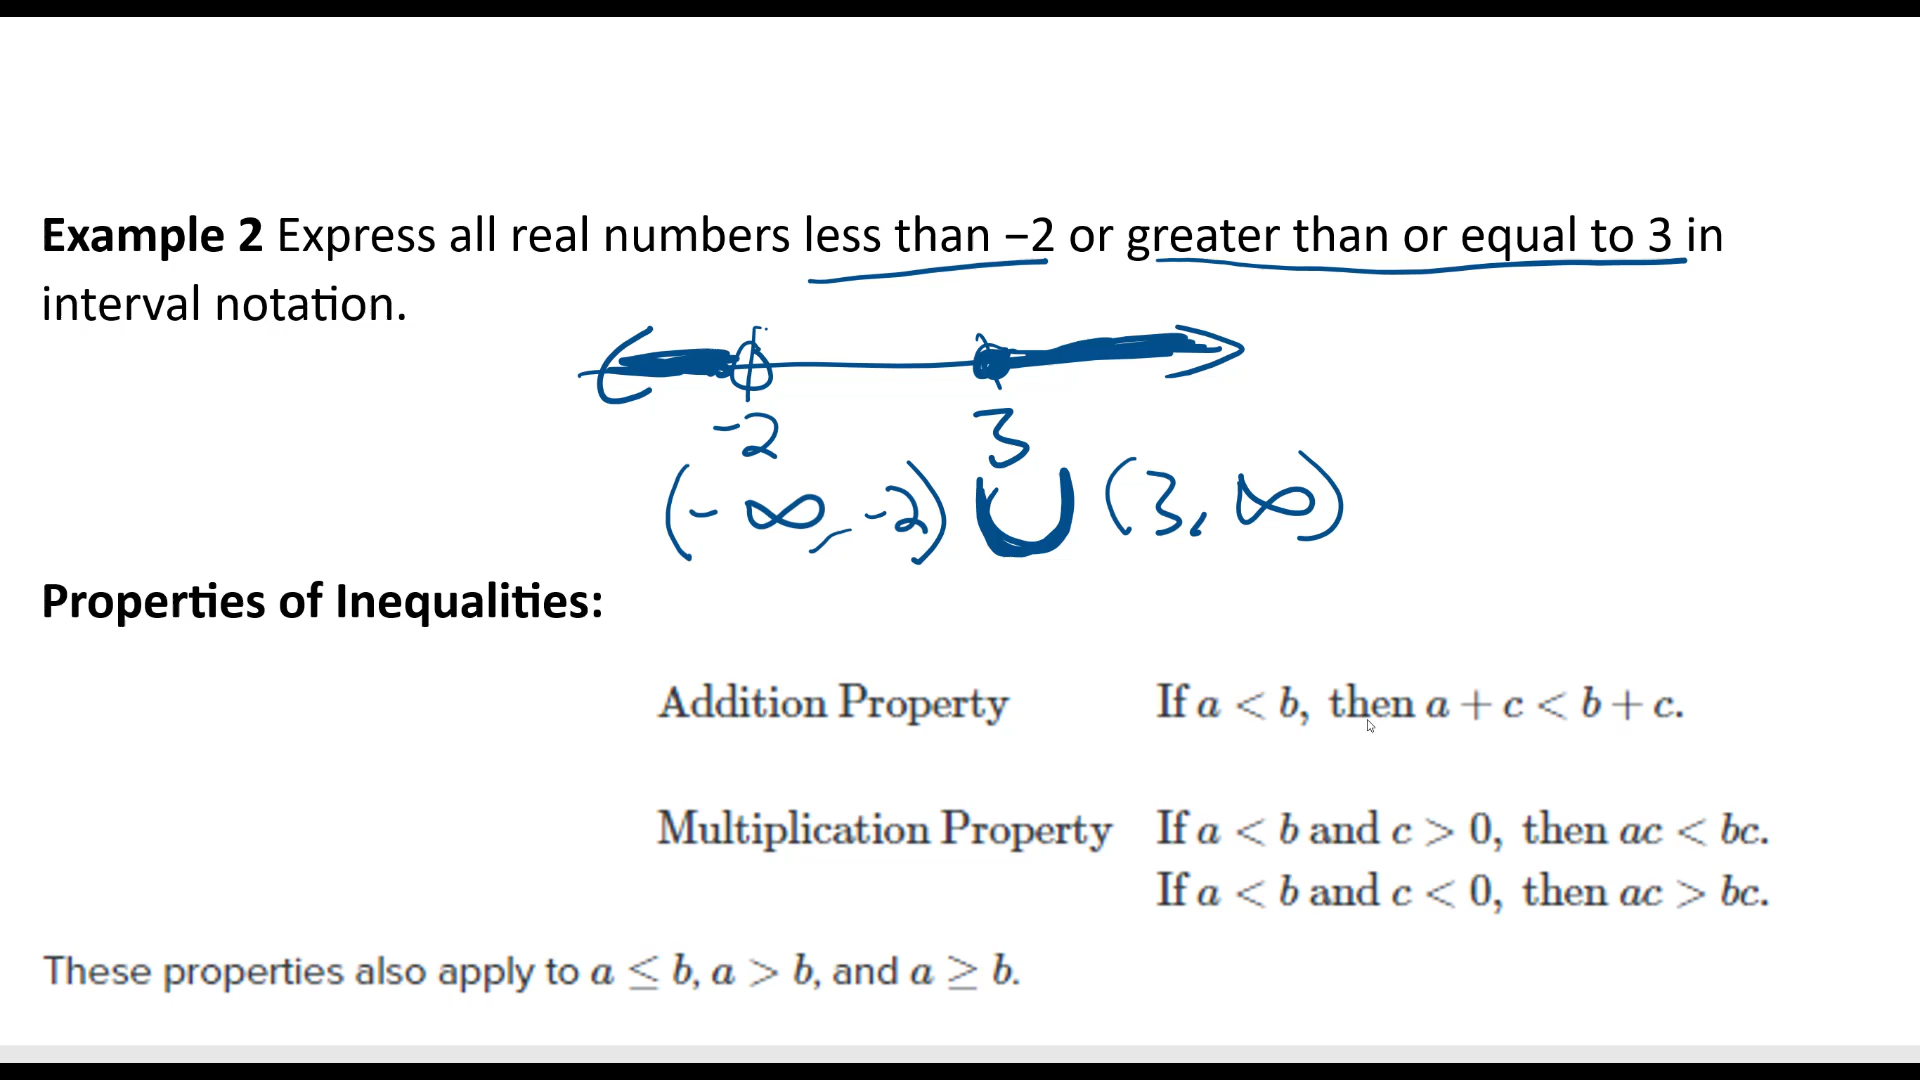 Example 2 Express all real numbers less than −2 or greater than or equal to 3 in
interval notation.
-2 3
(-∞, -2) ∪ (3, ∞)
Properties of Inequalities:
Addition Property If a < b, then a + c < b + c.
Multiplication Property If a < b and c > 0, then ac < bc.
If a < b and c < 0, then ac > bc.
These properties also apply to a ≤ b, a > b, and a ≥ b.